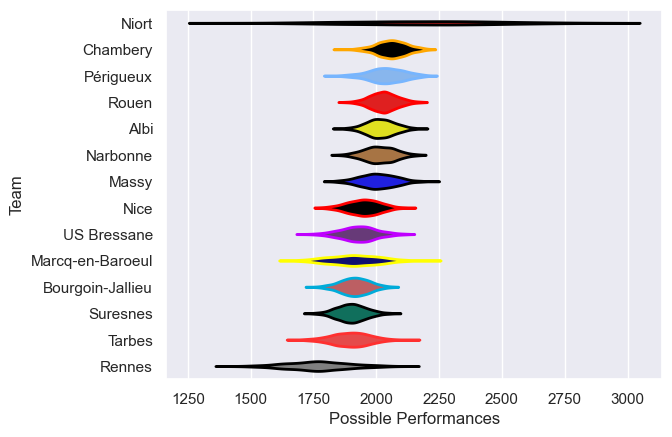 Niort
Chambery
Périgueux
Rouen
Albi
Narbonne
Massy
Nice
US Bressane
Marcq-en-Baroeul
Bourgoin-Jallieu
Suresnes
Tarbes
Rennes
Team
1250 1500 1750 2000 2250 2500 2750 3000
Possible Performances